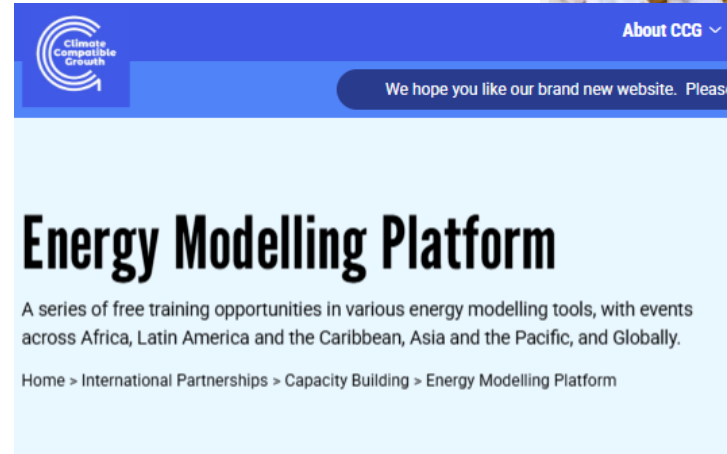 Climate
Compatible
Growth
About CCG
We hope you like our brand new website. Please
Energy Modelling Platform
A series of free training opportunities in various energy modelling tools, with events
across Africa, Latin America and the Caribbean, Asia and the Pacific, and Globally.
Home > International Partnerships > Capacity Building > Energy Modelling Platform